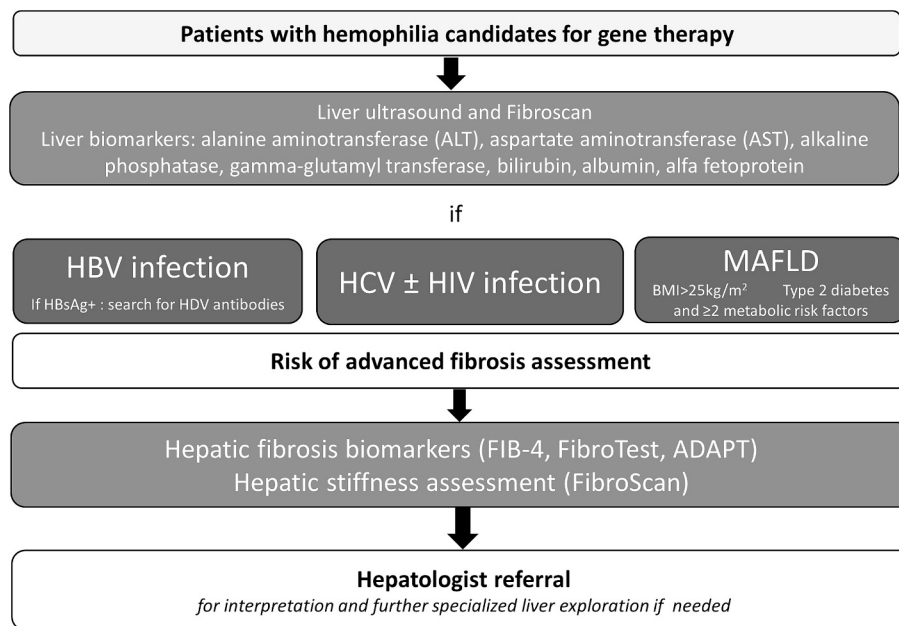 Patients with hemophilia candidates for gene therapy
Liver ultrasound and Fibroscan
Liver biomarkers: alanine aminotransferase (ALT), aspartate aminotransferase (AST), alkaline
phosphatase, gamma-glutamyl transferase, bilirubin, albumin, alfa fetoprotein
if
HBV infection
If HBsAg+ : search for HDV antibodies
HCV ± HIV infection
MAFLD
BMI>25kg/m² Type 2 diabetes
and ≥2 metabolic risk factors
Risk of advanced fibrosis assessment
Hepatic fibrosis biomarkers (FIB-4, FibroTest, ADAPT)
Hepatic stiffness assessment (FibroScan)
Hepatologist referral
for interpretation and further specialized liver exploration if needed